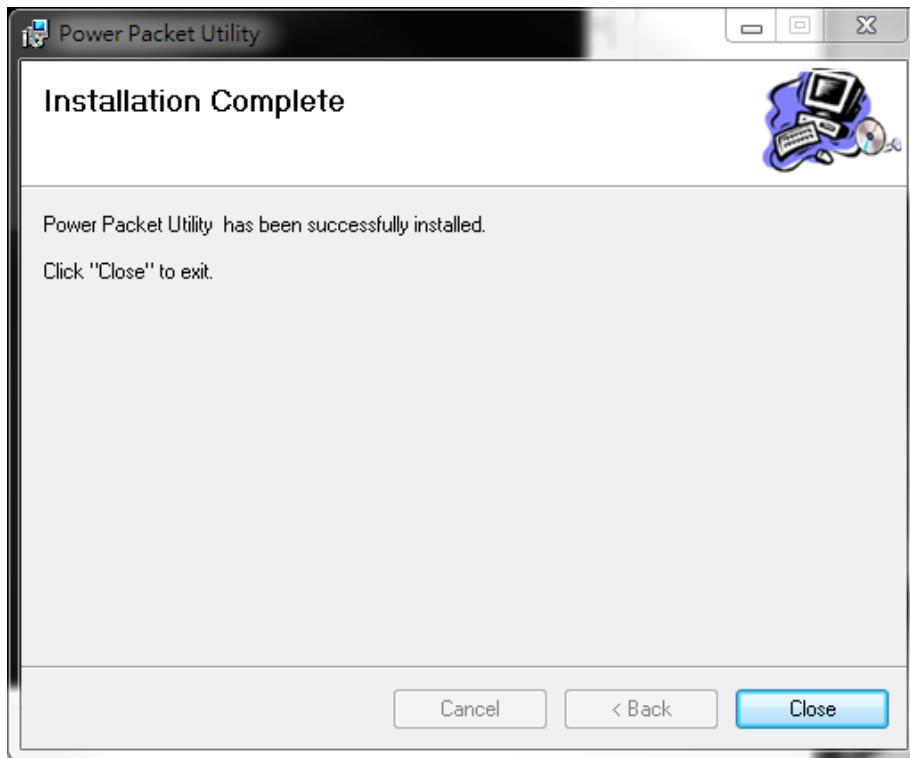 Power Packet Utility
Installation Complete
Power Packet Utility  has been successfully installed.
Click "Close" to exit.
Cancel
< Back
Close